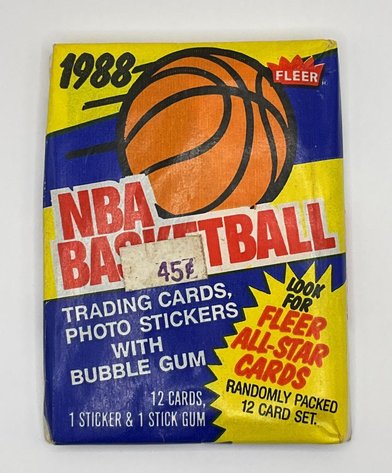 1988
FLEER
NBA
BASKETBALL
45¢
TRADING CARDS,
PHOTO STICKERS
WITH
BUBBLE GUM
12 CARDS,
1 STICKER & 1 STICK GUM
LOOK
FOR
FLEER
ALL-STAR
CARDS
RANDOMLY PACKED
12 CARD SET.